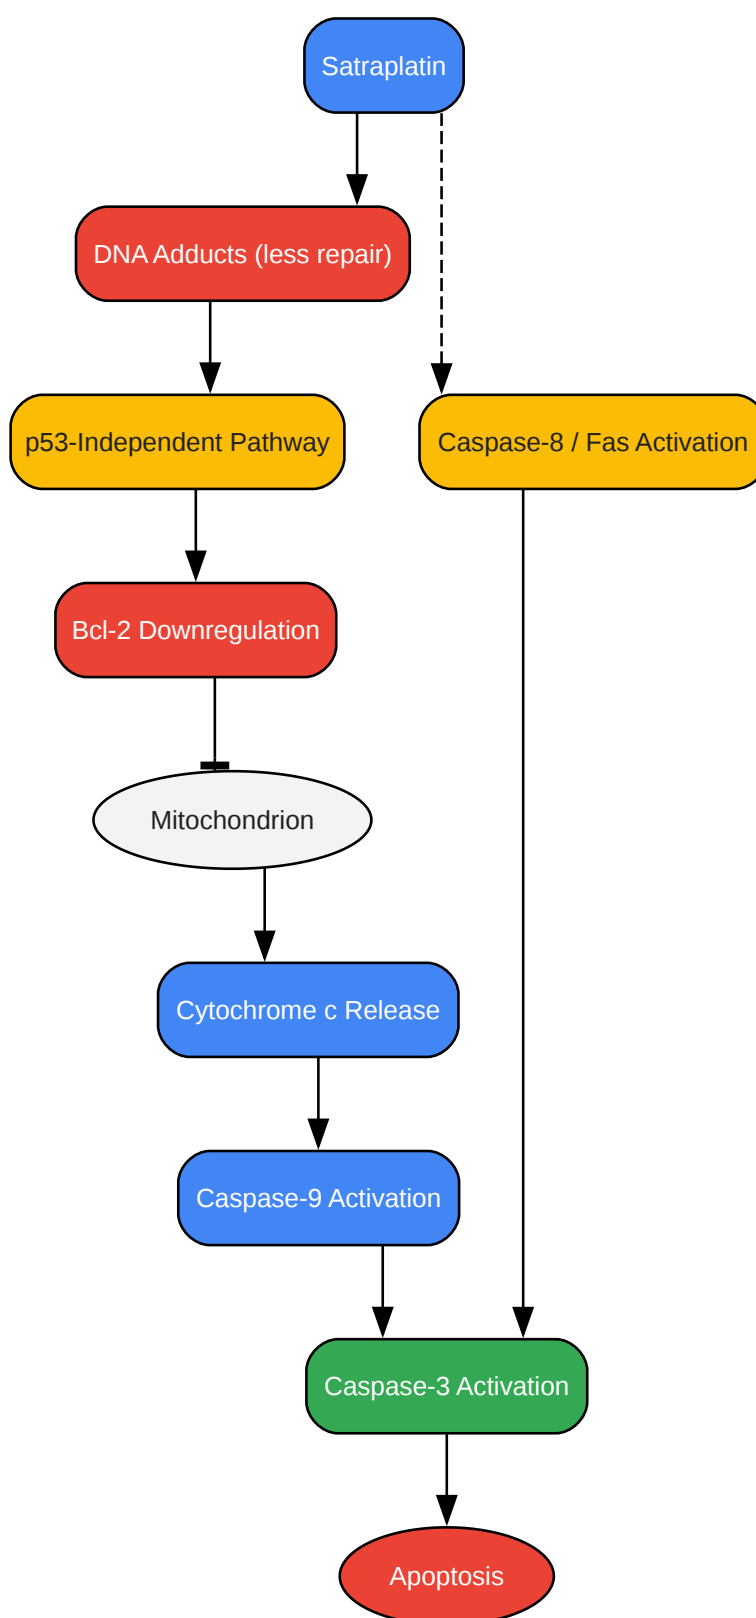 Satraplatin
DNA Adducts (less repair)
p53-Independent Pathway
Caspase-8 / Fas Activation
Bcl-2 Downregulation
Mitochondrion
Cytochrome c Release
Caspase-9 Activation
Caspase-3 Activation
Apoptosis